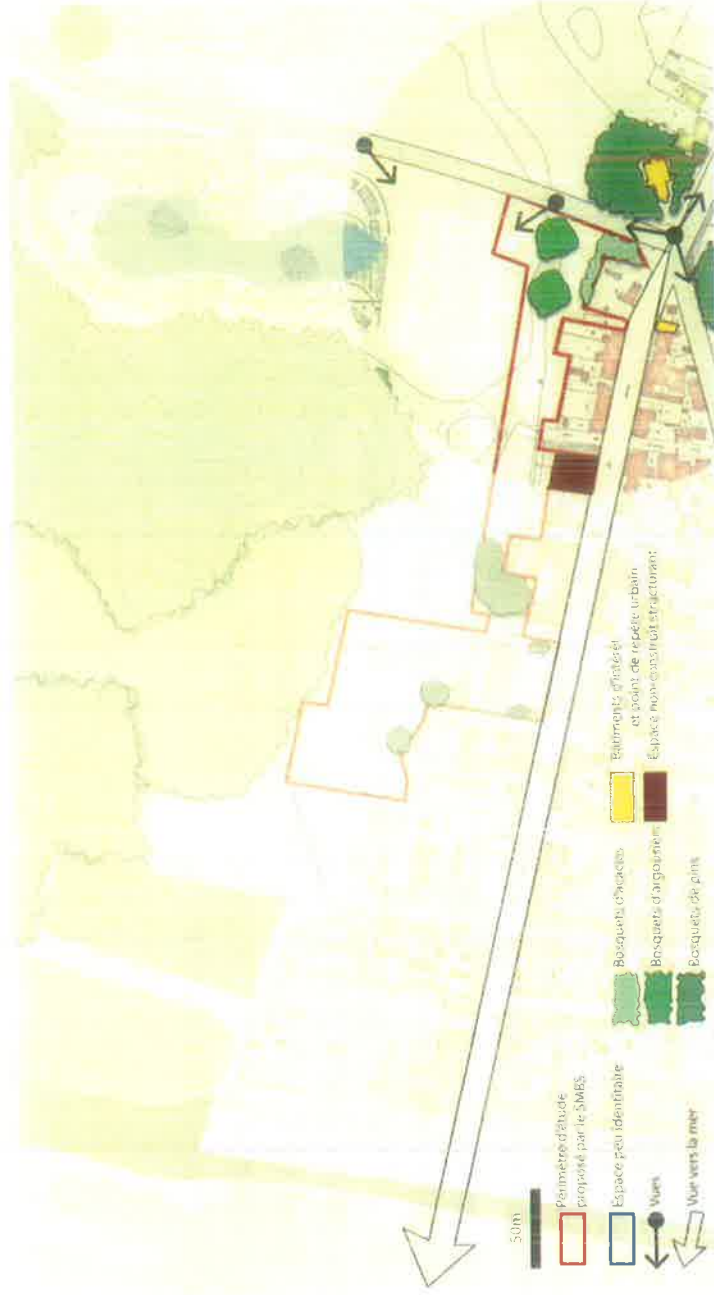 50m
Périmètre d'étude
proposé par le SMBS
Espace peu identitaire
Vues
Vue vers la mer
Bosquets d'acacias
Bosquets d'argousiers
Bosquets de pins
Bâtiments d'intérêt
et point de repère urbain
Espace non-construit structurant